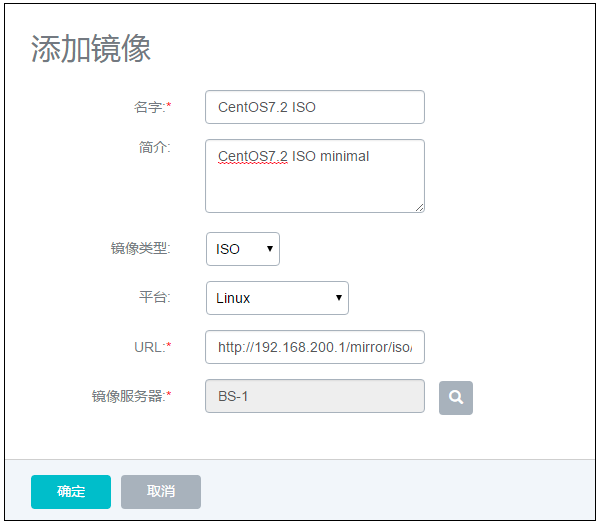 添加镜像
名字:* CentOS7.2 ISO
简介: CentOS7.2 ISO minimal
镜像类型: ISO
平台: Linux
URL:* http://192.168.200.1/mirror/iso/
镜像服务器:* BS-1
确定 取消